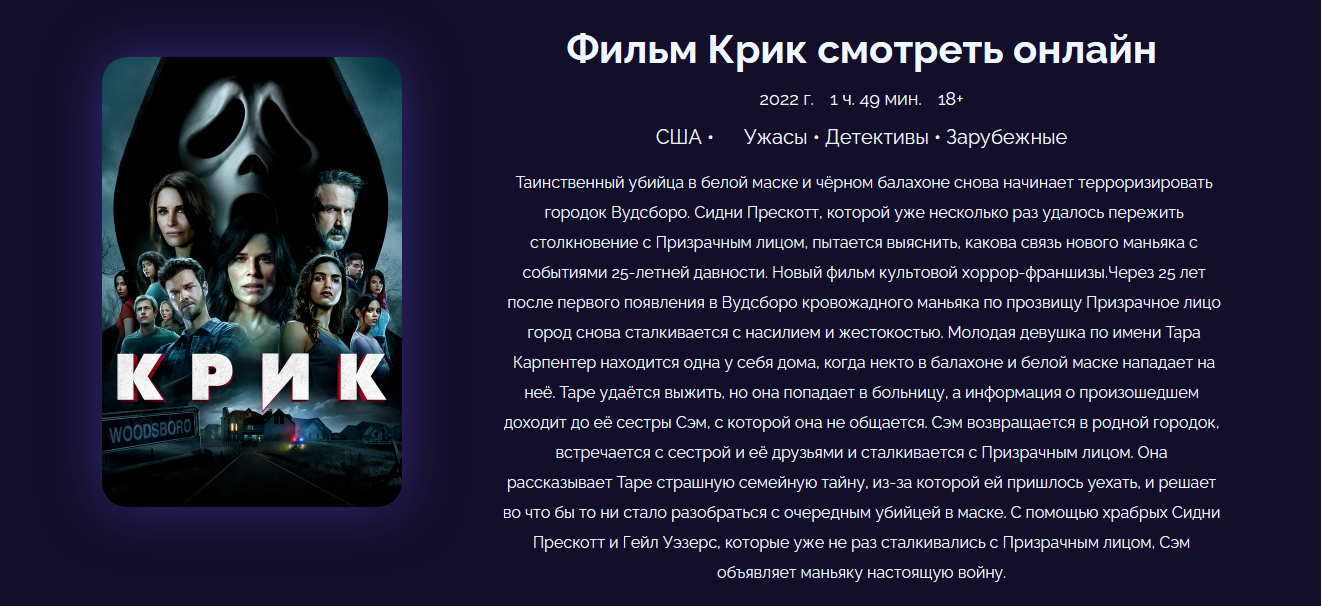 Фильм Крик смотреть онлайн
2022 г. 1 ч. 49 мин. 18+
США • Ужасы • Детективы • Зарубежные
Таинственный убийца в белой маске и чёрном балахоне снова начинает терроризировать
городок Вудсборо. Сидни Прескотт, которой уже несколько раз удалось пережить
столкновение с Призрачным лицом, пытается выяснить, какова связь нового маньяка с
событиями 25-летней давности. Новый фильм культовой хоррор-франшизы.Через 25 лет
после первого появления в Вудсборо кровожадного маньяка по прозвищу Призрачное лицо
город снова сталкивается с насилием и жестокостью. Молодая девушка по имени Тара
Карпентер находится одна у себя дома, когда некто в балахоне и белой маске нападает на
неё. Таре удаётся выжить, но она попадает в больницу, а информация о произошедшем
доходит до её сестры Сэм, с которой она не общается. Сэм возвращается в родной городок,
встречается с сестрой и её друзьями и сталкивается с Призрачным лицом. Она
рассказывает Таре страшную семейную тайну, из-за которой ей пришлось уехать, и решает
во что бы то ни стало разобраться с очередным убийцей в маске. С помощью храбрых Сидни
Прескотт и Гейл Уэзерс, которые уже не раз сталкивались с Призрачным лицом, Сэм
объявляет маньяку настоящую войну.
КРИК
WOODSBORO